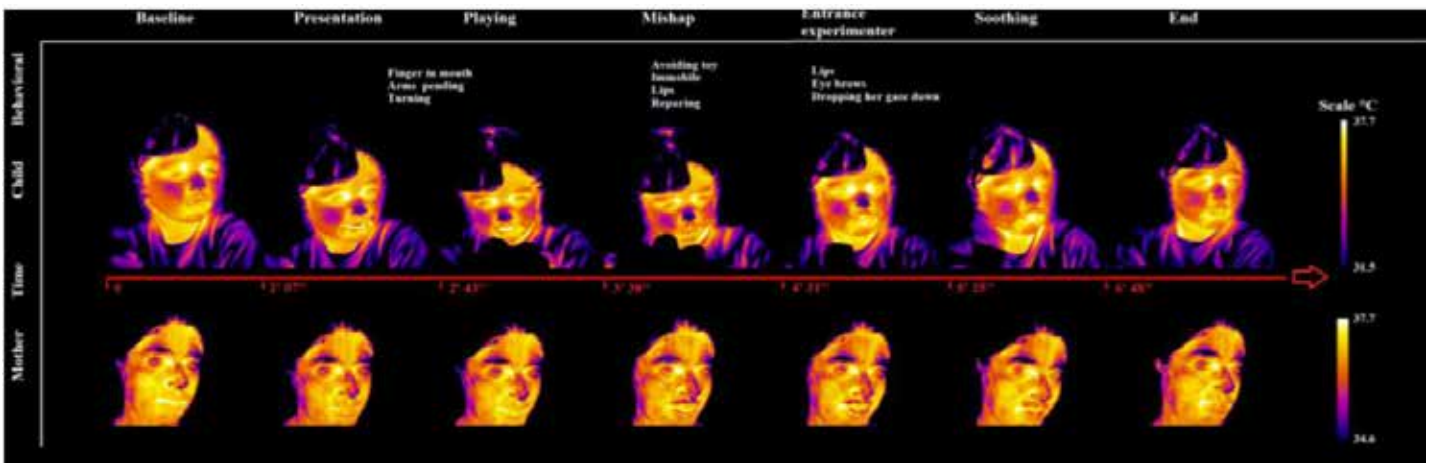 Baseline
Presentation
Playing
Mishap
Entrance
experimenter
Soothing
End
Behavioral
Finger in mouth
Arms pending
Turning
Avoiding toy
Immobile
Lips
Reparing
Lips
Eye brows
Dropping her gaze down
Scale °C
37.7
Child
31.5
Time
0
Mother
37.7
34.6